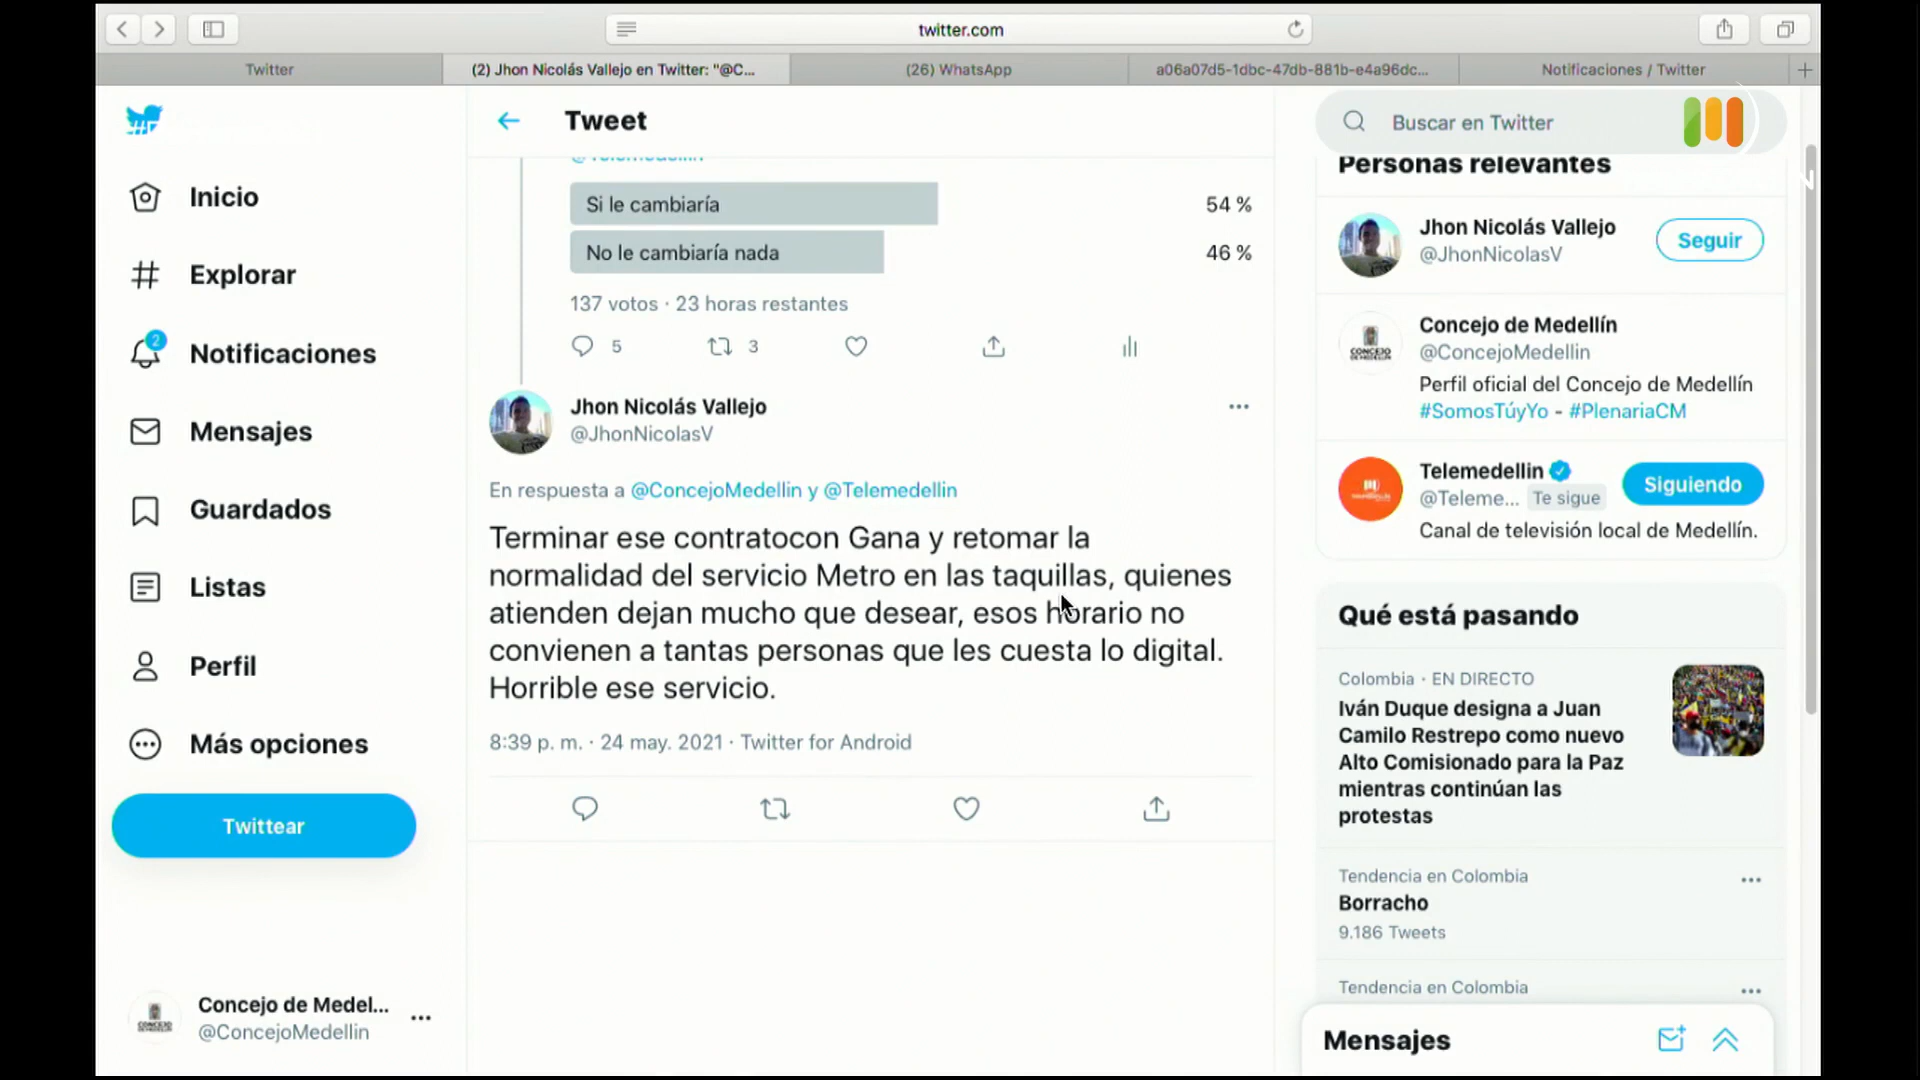 twitter.com
Twitter
(2) Jhon Nicolás Vallejo en Twitter: "@C...
(26) WhatsApp
a06a07d5-1dbc-47db-881b-e4a96dc...
Notificaciones / Twitter
Inicio
Explorar
2
Notificaciones
Mensajes
Guardados
Listas
Perfil
Más opciones
Twittear
Concejo de Medel...
@ConcejoMedellin
Tweet
@Telemedellin
Si le cambiaría
54 %
No le cambiaría nada
46 %
137 votos · 23 horas restantes
5
3
Jhon Nicolás Vallejo
@JhonNicolasV
En respuesta a @ConcejoMedellin y @Telemedellin
Terminar ese contratocon Gana y retomar la
normalidad del servicio Metro en las taquillas, quienes
atienden dejan mucho que desear, esos horario no
convienen a tantas personas que les cuesta lo digital.
Horrible ese servicio.
8:39 p. m. · 24 may. 2021 · Twitter for Android
Buscar en Twitter
Personas relevantes
Jhon Nicolás Vallejo
@JhonNicolasV
Seguir
CONCEJO
Concejo de Medellín
@ConcejoMedellin
Perfil oficial del Concejo de Medellín
#SomosTúyYo - #PlenariaCM
Telemedellin
@Teleme... Te sigue
Siguiendo
Canal de televisión local de Medellín.
Qué está pasando
Colombia · EN DIRECTO
Iván Duque designa a Juan
Camilo Restrepo como nuevo
Alto Comisionado para la Paz
mientras continúan las
protestas
Tendencia en Colombia
Borracho
9.186 Tweets
Tendencia en Colombia
Mensajes